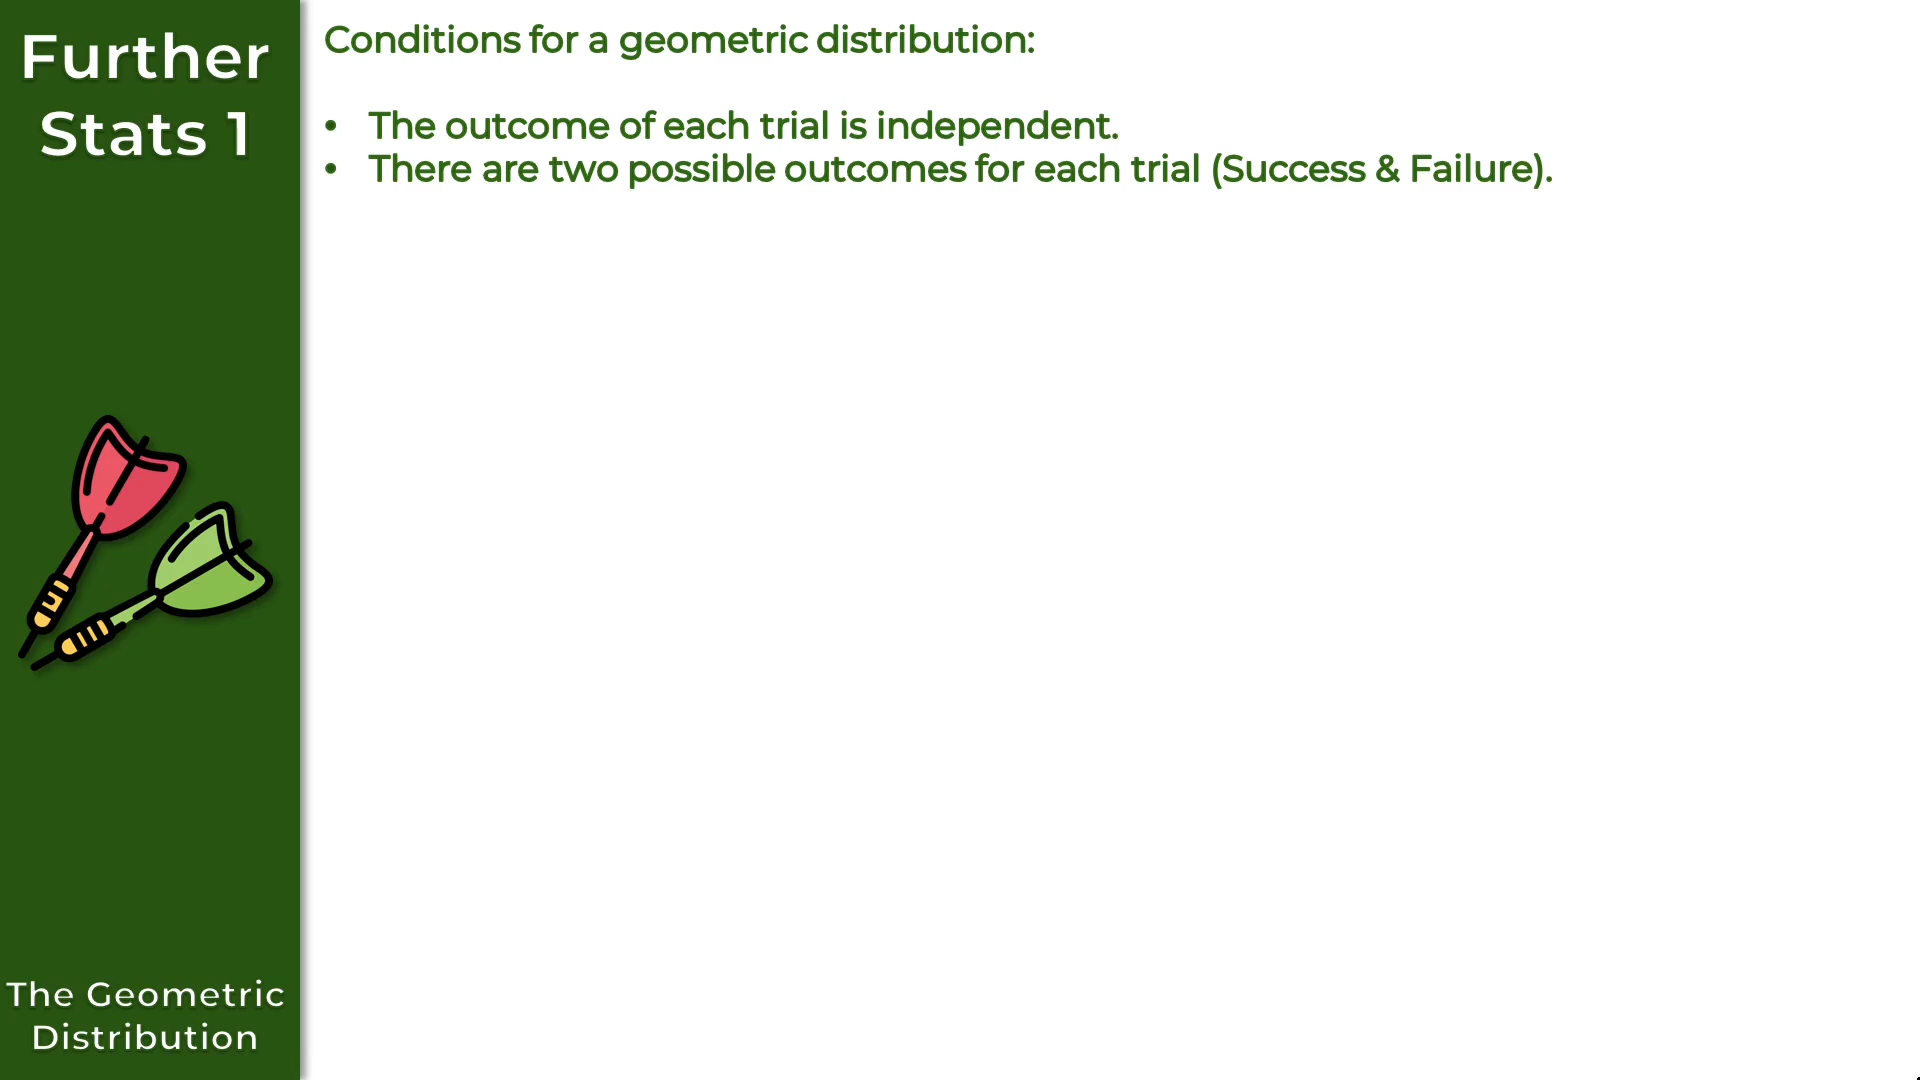 Further
Stats 1
The Geometric
Distribution
Conditions for a geometric distribution:
• The outcome of each trial is independent.
• There are two possible outcomes for each trial (Success & Failure).